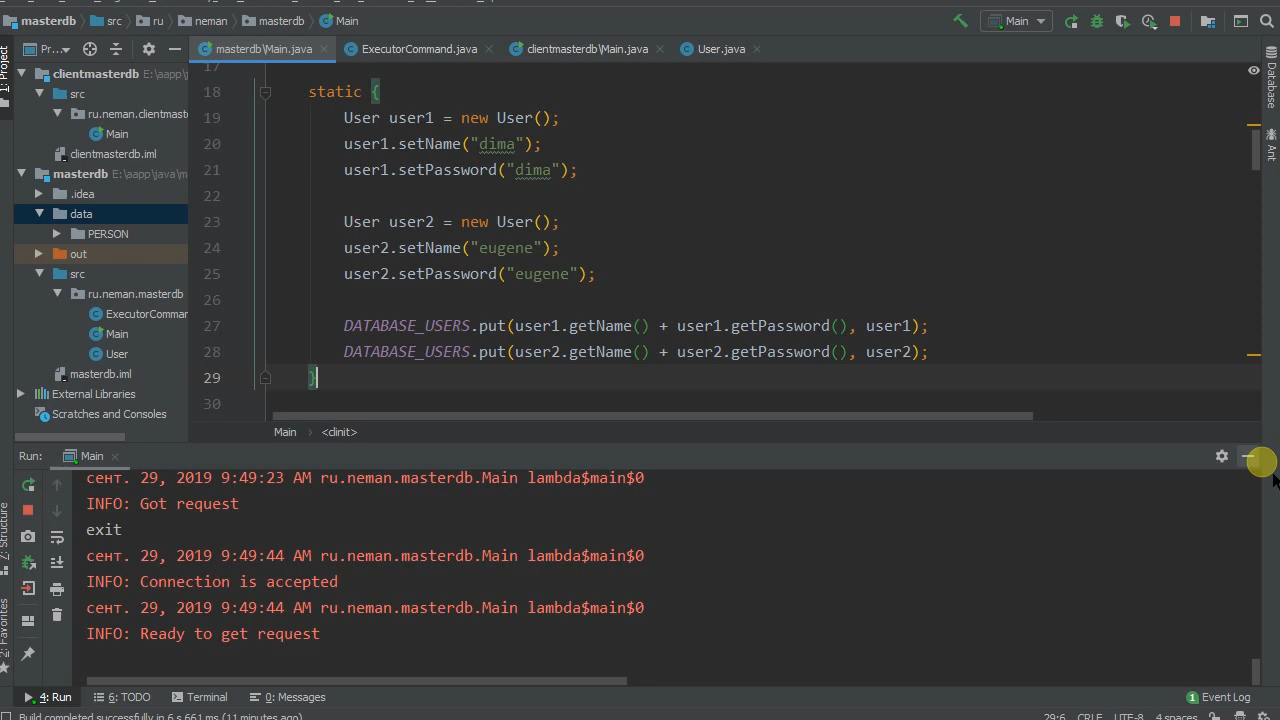 masterdb > src > ru > neman > masterdb > Main
Main
1: Project
Pr...
masterdb\Main.java
ExecutorCommand.java
clientmasterdb\Main.java
User.java
Database
Ant
clientmasterdb E:\aapp\
src
ru.neman.clientmast
Main
clientmasterdb.iml
masterdb E:\aapp\java\m
.idea
data
PERSON
out
src
ru.neman.masterdb
ExecutorComman
Main
User
masterdb.iml
External Libraries
Scratches and Consoles
17
18 static {
19 User user1 = new User();
20 user1.setName("dima");
21 user1.setPassword("dima");
22
23 User user2 = new User();
24 user2.setName("eugene");
25 user2.setPassword("eugene");
26
27 DATABASE_USERS.put(user1.getName() + user1.getPassword(), user1);
28 DATABASE_USERS.put(user2.getName() + user2.getPassword(), user2);
29 }
30
Main > <clinit>
Run: Main
сент. 29, 2019 9:49:23 AM ru.neman.masterdb.Main lambda$main$0
INFO: Got request
exit
сент. 29, 2019 9:49:44 AM ru.neman.masterdb.Main lambda$main$0
INFO: Connection is accepted
сент. 29, 2019 9:49:44 AM ru.neman.masterdb.Main lambda$main$0
INFO: Ready to get request
7: Structure
2: Favorites
4: Run
6: TODO
Terminal
0: Messages
1 Event Log
Build completed successfully in 6 s 661 ms (11 minutes ago)
29:6 CRLF UTF-8 4 spaces